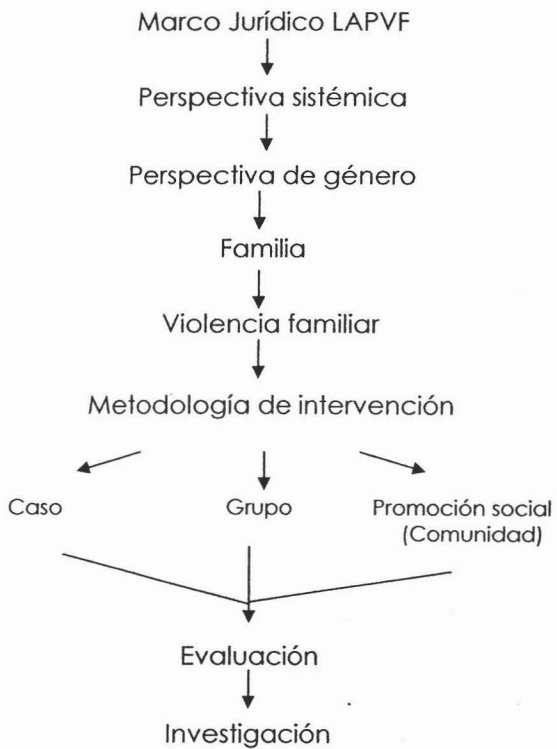 Marco Jurídico LAPVF
Perspectiva sistémica
Perspectiva de género
Familia
Violencia familiar
Metodología de intervención
Caso
Grupo
Promoción social
(Comunidad)
Evaluación
Investigación